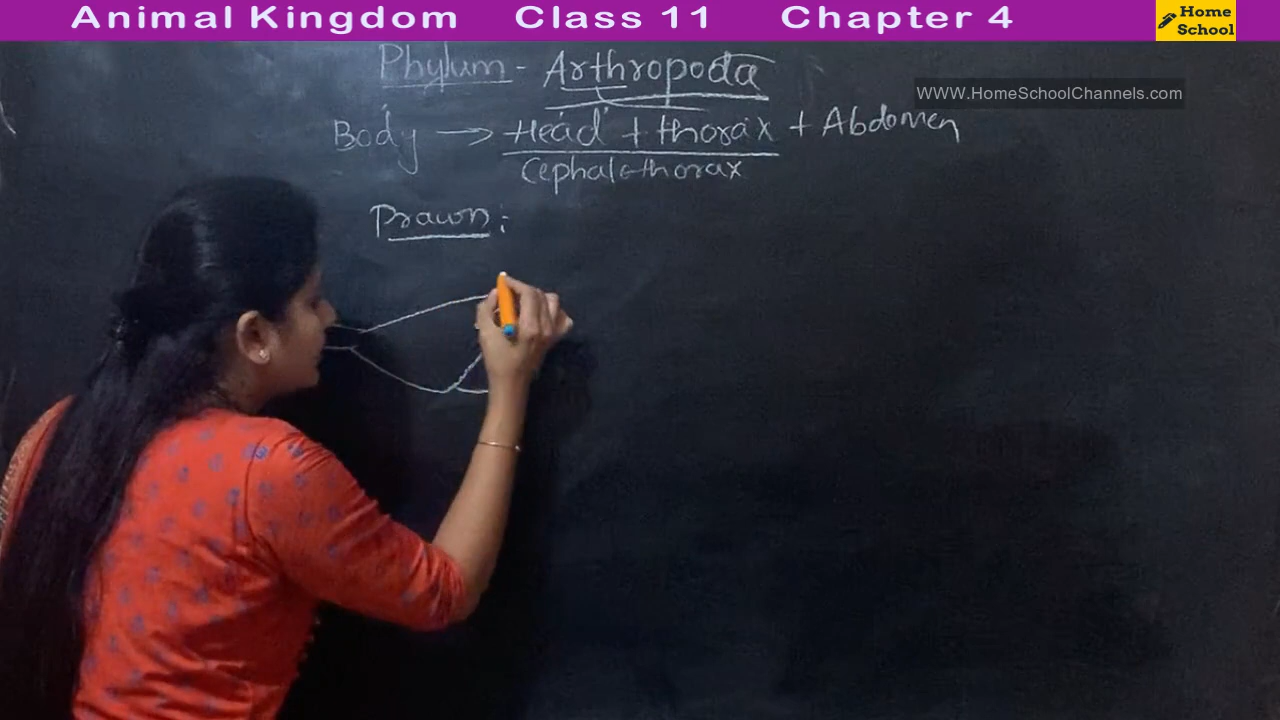 Animal Kingdom Class 11 Chapter 4
Home
School
WWW.HomeSchoolChannels.com
Phylum - Arthropoda
Body → Head + thorax + Abdomen
Cephalothorax
Prawn :